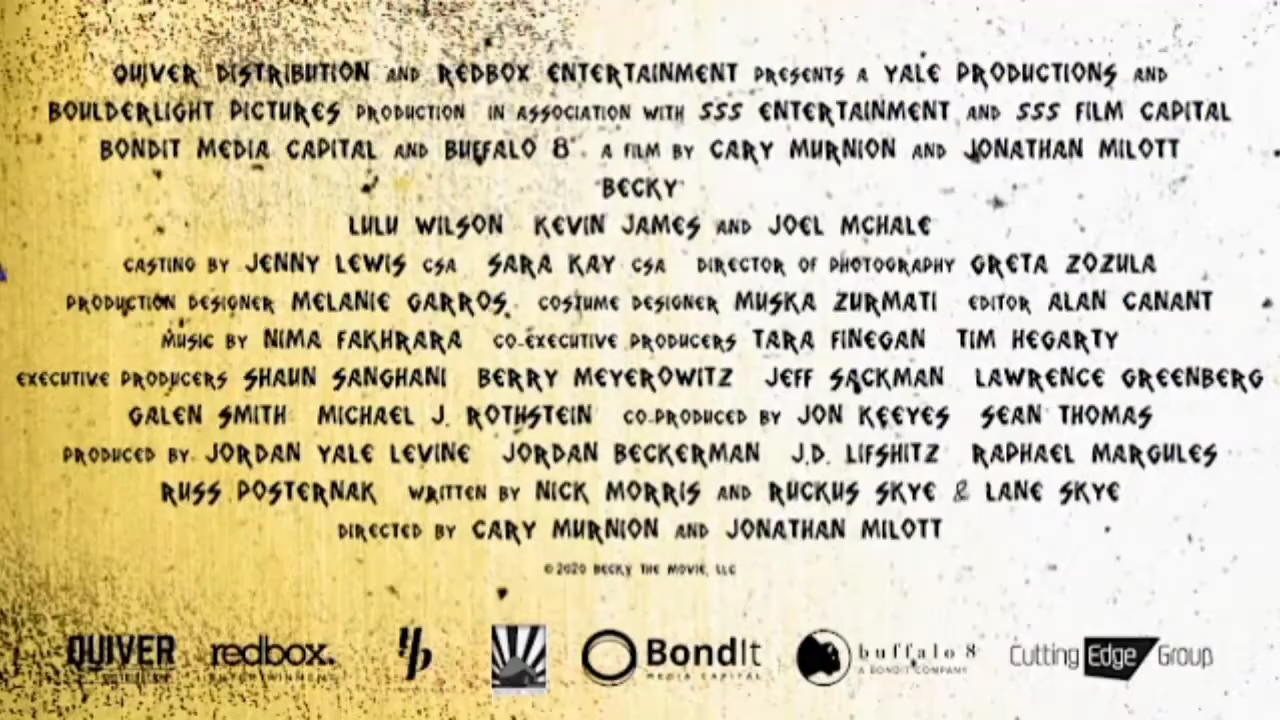 QUIVER DISTRIBUTION AND REDBOX ENTERTAINMENT PRESENTS A YALE PRODUCTIONS AND
BOULDERLIGHT PICTURES PRODUCTION IN ASSOCIATION WITH SSS ENTERTAINMENT AND SSS FILM CAPITAL
BONDIT MEDIA CAPITAL AND BUFFALO 8 A FILM BY CARY MURNION AND JONATHAN MILOTT
"BECKY"
LULU WILSON KEVIN JAMES AND JOEL MCHALE
CASTING BY JENNY LEWIS CSA SARA KAY CSA DIRECTOR OF PHOTOGRAPHY GRETA ZOZULA
PRODUCTION DESIGNER MELANIE GARROS COSTUME DESIGNER MUSKA ZURMATI EDITOR ALAN CANANT
MUSIC BY NIMA FAKHRARA CO-EXECUTIVE PRODUCERS TARA FINEGAN TIM HEGARTY
EXECUTIVE PRODUCERS SHAUN SANGHANI BERRY MEYEROWITZ JEFF SACKMAN LAWRENCE GREENBERG
GALEN SMITH MICHAEL J. ROTHSTEIN CO-PRODUCED BY JON KEEYES SEAN THOMAS
PRODUCED BY JORDAN YALE LEVINE JORDAN BECKERMAN J.D. LIFSHITZ RAPHAEL MARGULES
RUSS POSTERNAK WRITTEN BY NICK MORRIS AND RUCKUS SKYE & LANE SKYE
DIRECTED BY CARY MURNION AND JONATHAN MILOTT
© 2020 BECKY THE MOVIE, LLC
QUIVER redbox. BondIt buffalo 8 Cutting Edge Group
MEDIA CAPITAL A BONDIT COMPANY